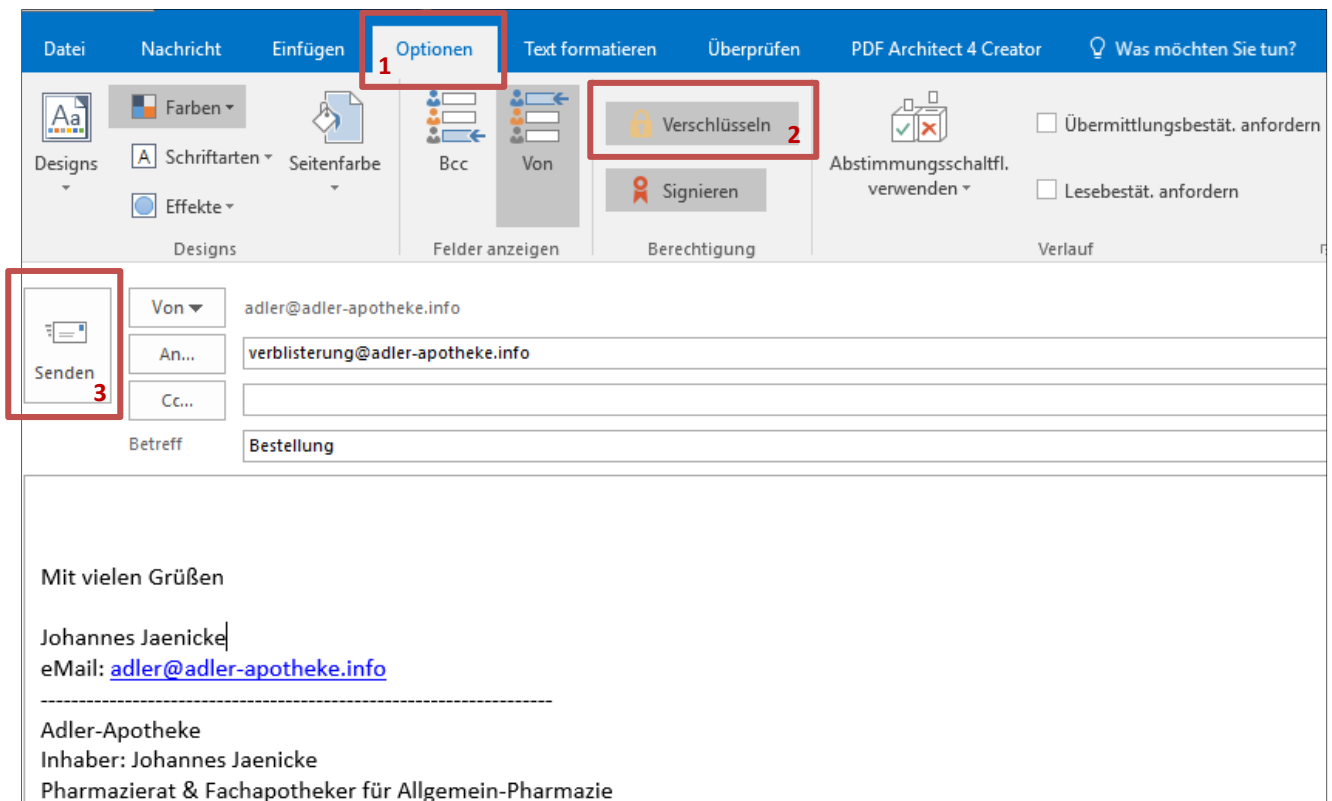 Datei Nachricht Einfügen Optionen Text formatieren Überprüfen PDF Architect 4 Creator Was möchten Sie tun?
1
Aa Farben
Verschlüsseln 2
Übermittlungsbestät. anfordern
Designs A Schriftarten Seitenfarbe Bcc Von Abstimmungsschaltfl.
verwenden
Signieren
Lesebestät. anfordern
Effekte
Designs Felder anzeigen Berechtigung Verlauf
Von adler@adler-apotheke.info
An... verblisterung@adler-apotheke.info
Senden
3
Cc...
Betreff Bestellung
Mit vielen Grüßen
Johannes Jaenicke
eMail: adler@adler-apotheke.info
--------------------------------------------------------------------
Adler-Apotheke
Inhaber: Johannes Jaenicke
Pharmazierat & Fachapotheker für Allgemein-Pharmazie